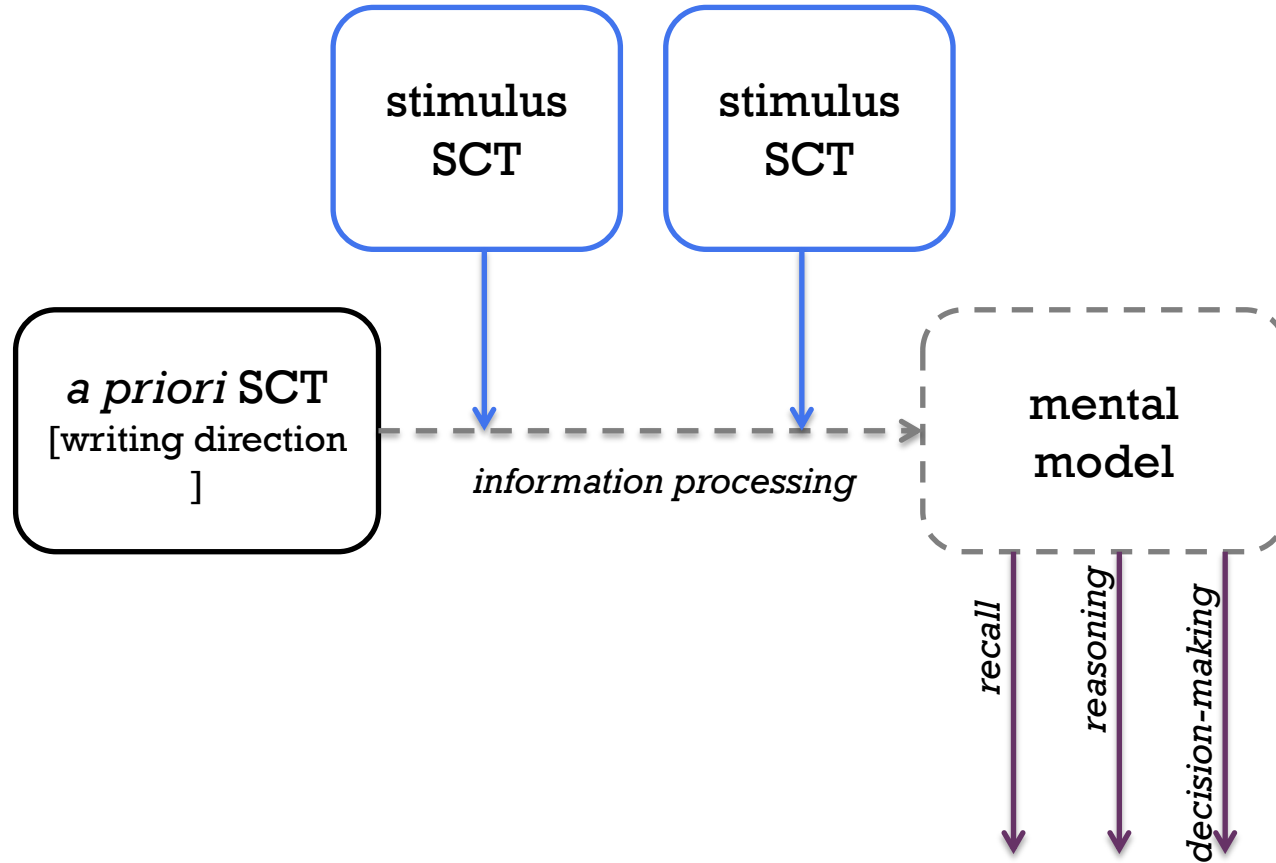 stimulus
SCT
stimulus
SCT
a priori SCT
[writing direction
]
information processing
mental
model
recall
reasoning
decision-making